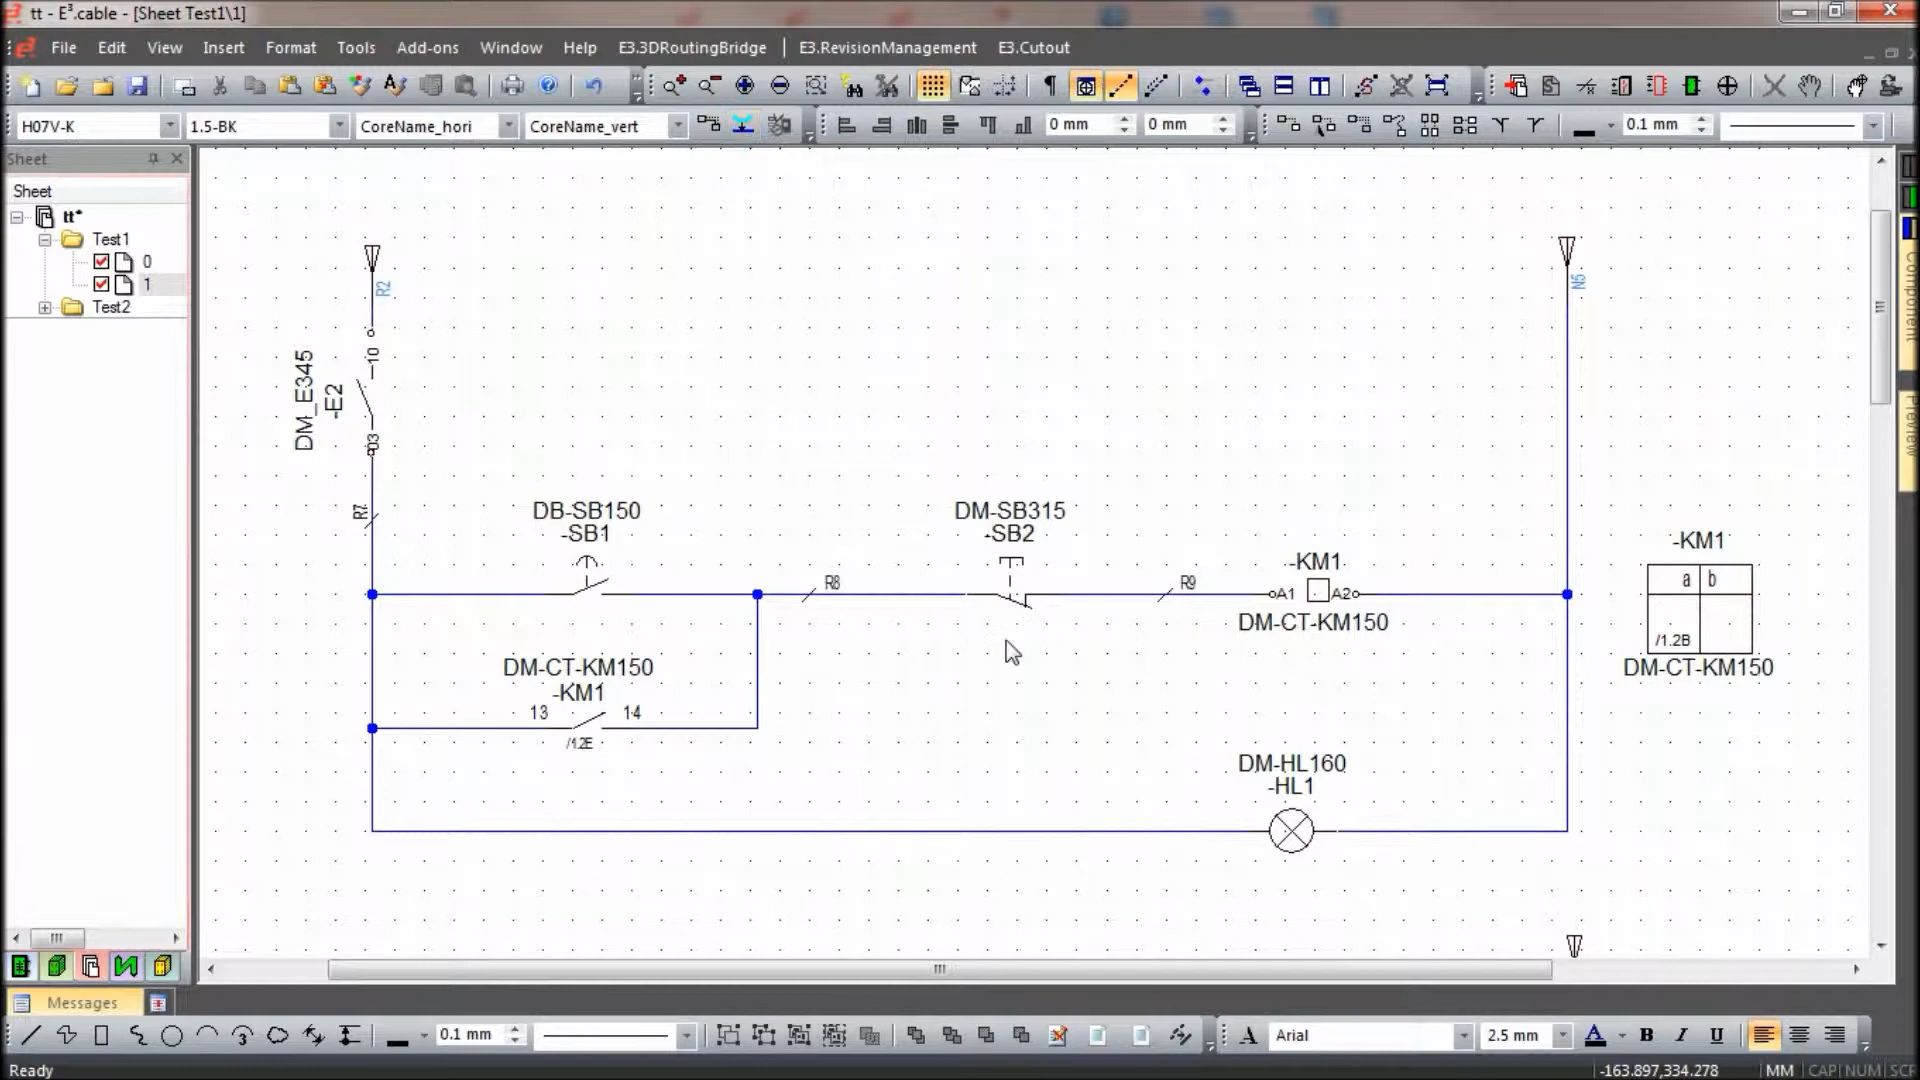 tt - E³.cable - [Sheet Test1\1]
File Edit View Insert Format Tools Add-ons Window Help E3.3DRoutingBridge E3.RevisionManagement E3.Cutout
H07V-K 1.5-BK CoreName_hori CoreName_vert 0 mm 0 mm 0.1 mm
Sheet
Sheet
tt*
Test1
0
1
Test2
R2
N5
10
DM_E345
-E2
03
R7
DB-SB150
-SB1
DM-SB315
-SB2
R8
R9
-KM1
A1 A2
DM-CT-KM150
-KM1
a b
/1.2B
DM-CT-KM150
DM-CT-KM150
-KM1
13 14
/1.2E
DM-HL160
-HL1
Component
Preview
Messages
0.1 mm Arial 2.5 mm A B I U
Ready -163.897,334.278 MM CAP NUM SCR